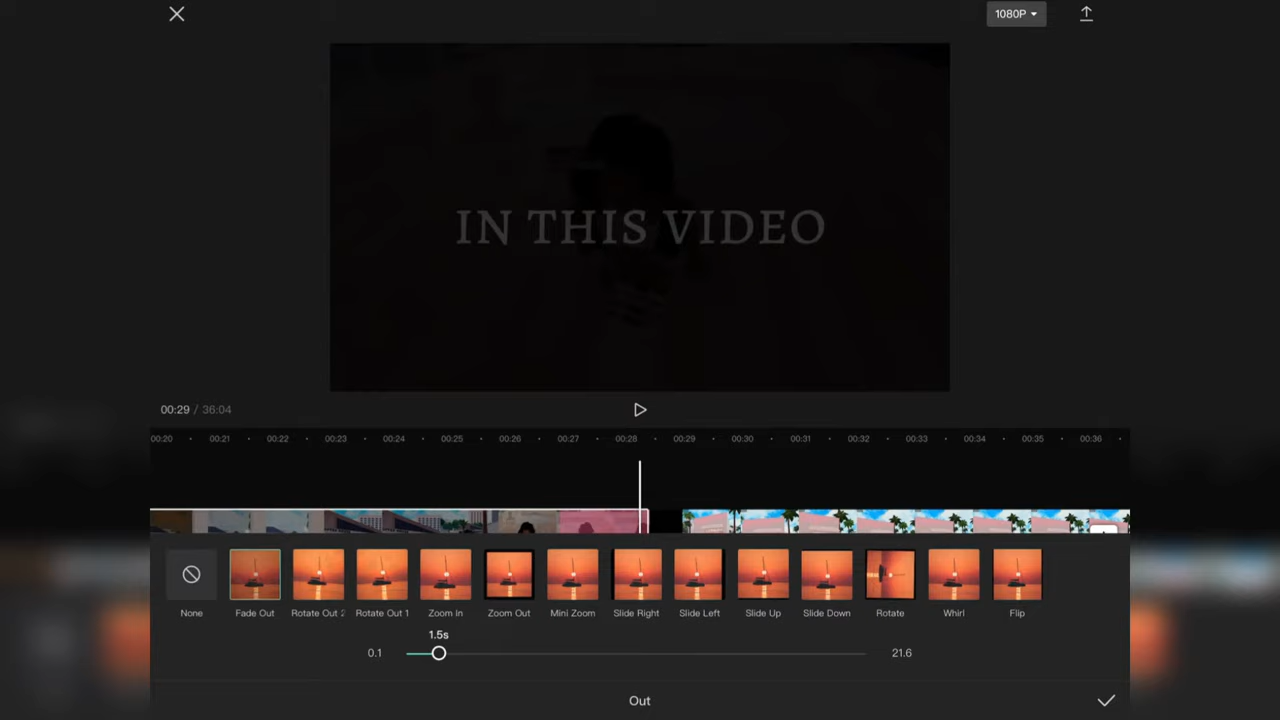 1080P
IN THIS VIDEO
00:29 / 36:04
00:20 00:21 00:22 00:23 00:24 00:25 00:26 00:27 00:28 00:29 00:30 00:31 00:32 00:33 00:34 00:35 00:36
None Fade Out Rotate Out 2 Rotate Out 1 Zoom In Zoom Out Mini Zoom Slide Right Slide Left Slide Up Slide Down Rotate Whirl Flip
1.5s
0.1 21.6
Out